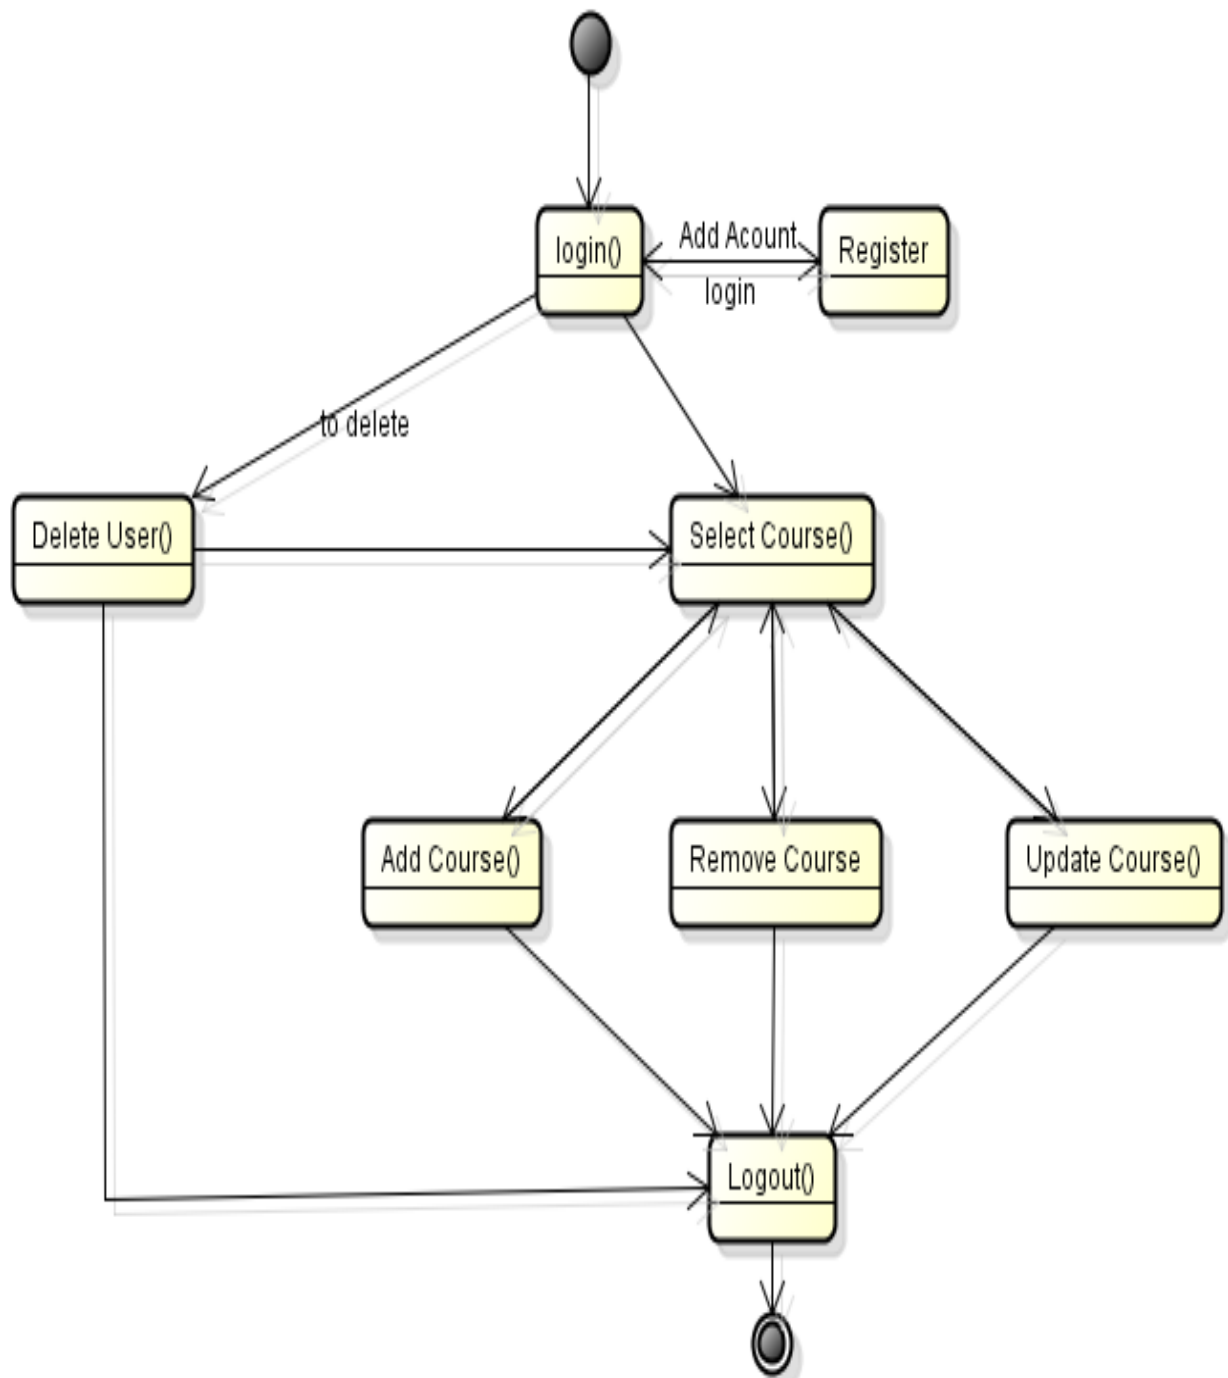 login()
Add Acount
Register
login
to delete
Delete User()
Select Course()
Add Course()
Remove Course
Update Course()
Logout()